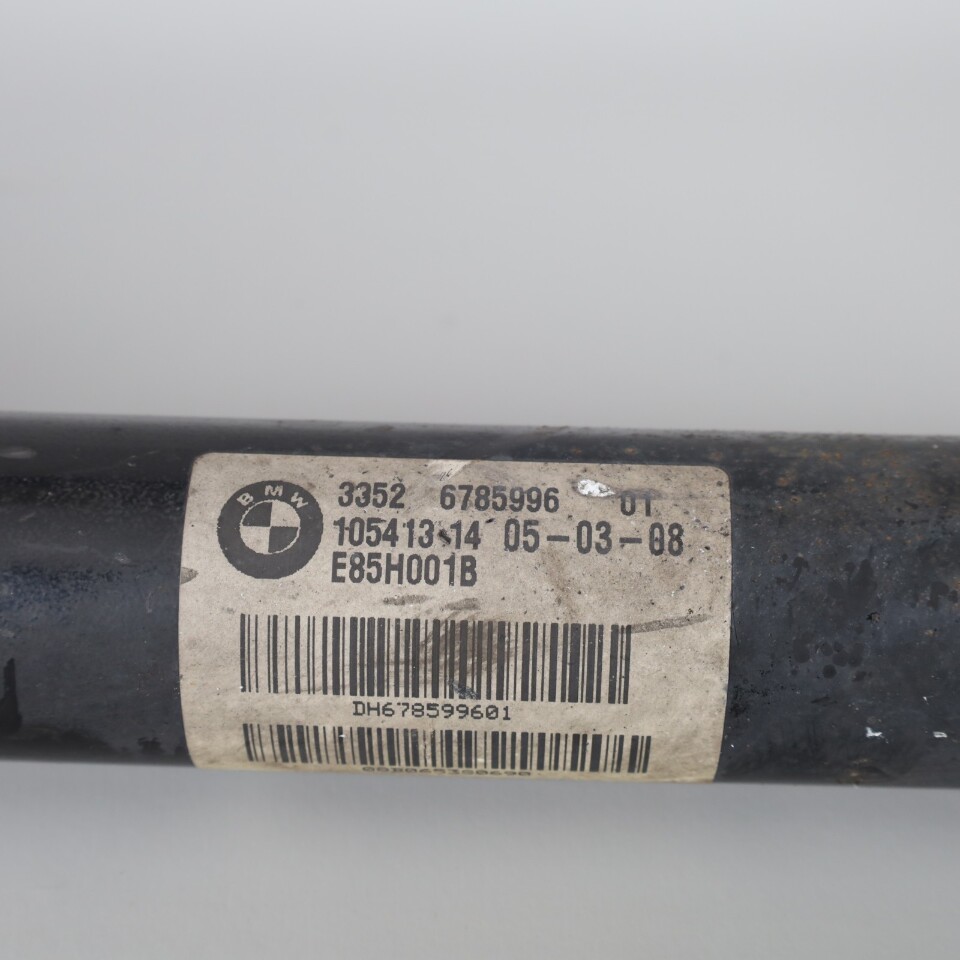 BMW
3352 6785996 01
105413 14 05-03-08
E85H001B
DH678599601